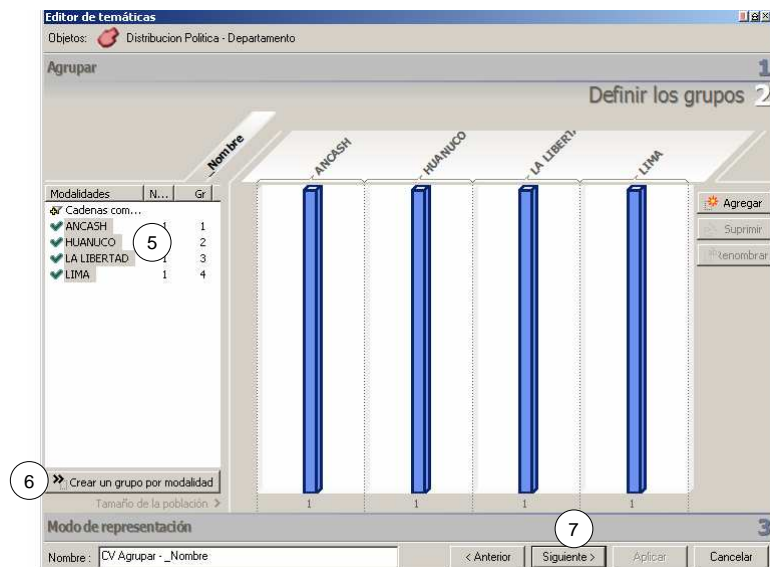 Editor de temáticas
Objetos: Distribucion Politica - Departamento
Agrupar 1
Definir los grupos 2
_Nombre
- ANCASH
- HUANUCO
- LA LIBERT
- LIMA
Modalidades N... Gr
Cadenas com...
ANCASH 1 1
HUANUCO 2
LA LIBERTAD 1 3
LIMA 1 4
5
Agregar
Suprimir
Renombrar
6
Crear un grupo por modalidad
Tamaño de la población >
1 1 1 1
Modo de representación 3
7
Nombre : CV Agrupar - _Nombre
< Anterior Siguiente > Aplicar Cancelar